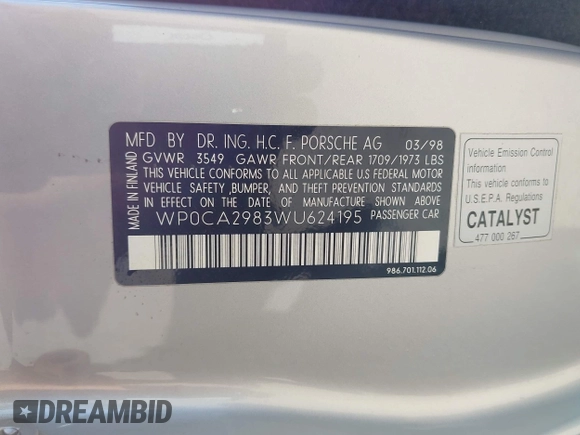 MADE IN FINLAND
MFD BY DR. ING. H.C. F. PORSCHE AG 03/98
GVWR 3549 GAWR FRONT/REAR 1709/1973 LBS
THIS VEHICLE CONFORMS TO ALL APPLICABLE U.S FEDERAL MOTOR
VEHICLE SAFETY ,BUMPER, AND THEFT PREVENTION STANDARDS
IN EFFECT ON THE DATE OF MANUFACTURE SHOWN ABOVE
WP0CA2983WU624195 PASSENGER CAR
986.701.112.06
Vehicle Emission Control
information
This Vehicle conforms to
U.S.E.P.A. Regulations
CATALYST
477 000 267
DREAMBID